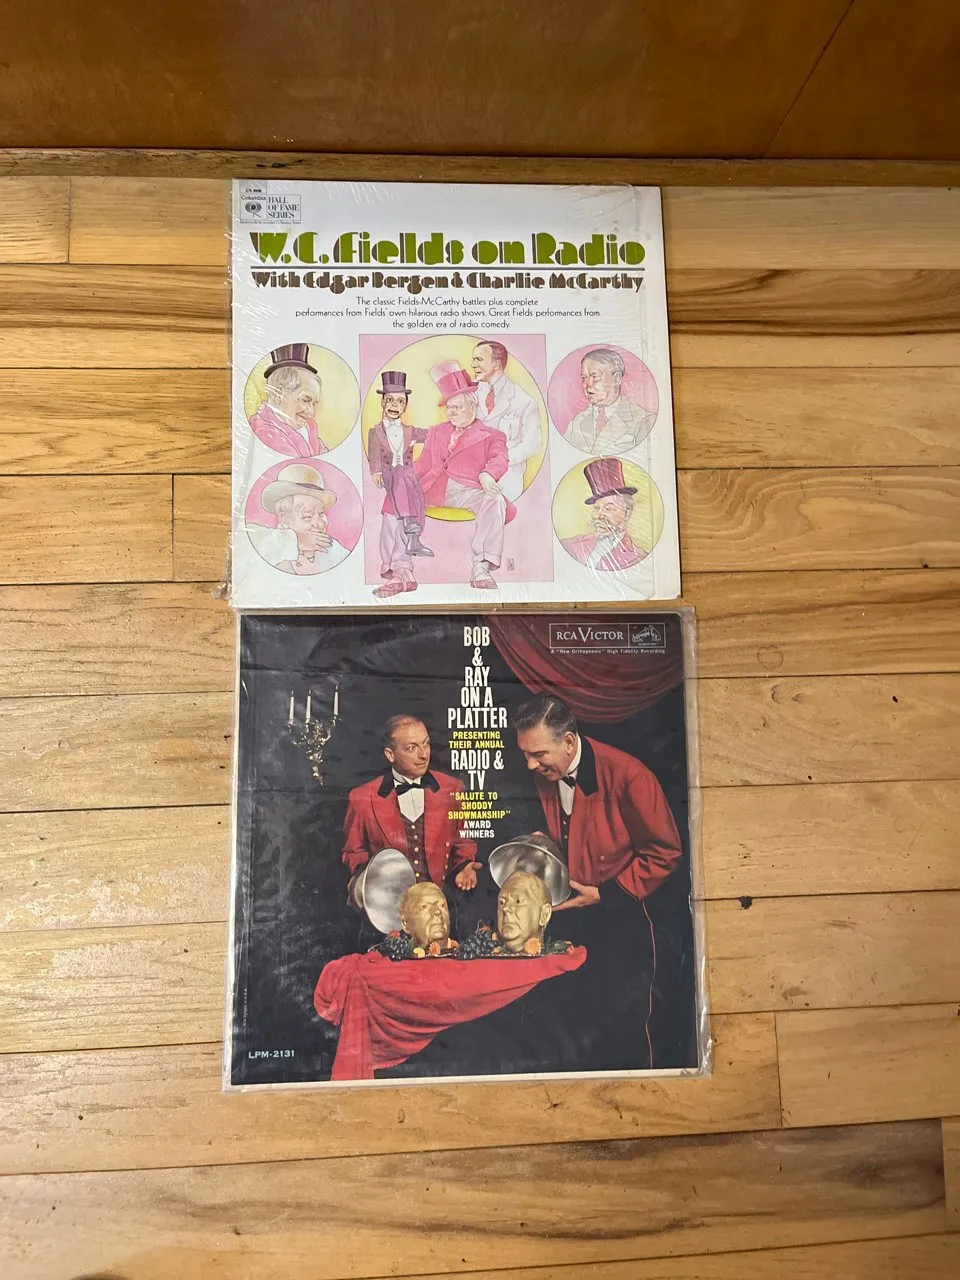 CS 9890
Columbia
HALL
OF FAME
SERIES
W.C. Fields on Radio
With Edgar Bergen & Charlie McCarthy
The classic Fields-McCarthy battles plus complete
performances from Fields' own hilarious radio shows. Great Fields performances from
the golden era of radio comedy.
BOB
&
RAY
ON A
PLATTER
PRESENTING
THEIR ANNUAL
RADIO &
TV
"SALUTE TO
SHODDY
SHOWMANSHIP"
AWARD
WINNERS
RCA VICTOR
A "New Orthophonic" High Fidelity Recording
LPM-2131